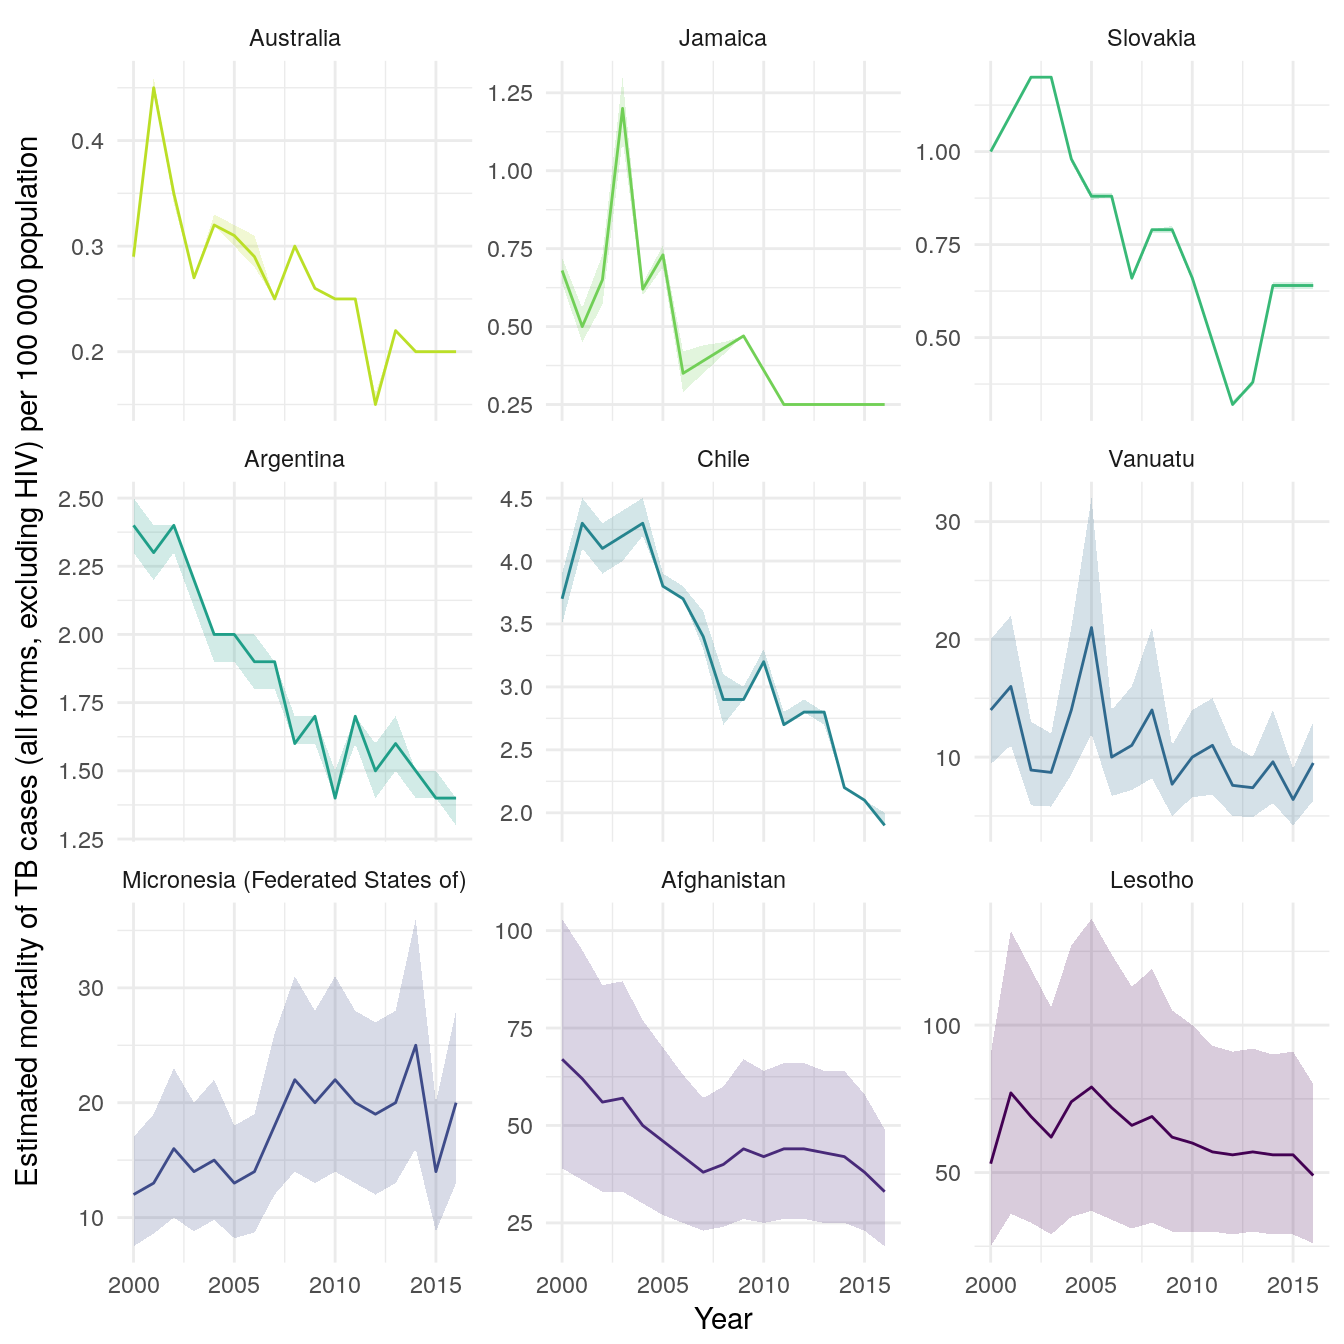 Estimated mortality of TB cases (all forms, excluding HIV) per 100 000 population
Australia
0.4
0.3
0.2
Jamaica
1.25
1.00
0.75
0.50
0.25
Slovakia
1.00
0.75
0.50
Argentina
2.50
2.25
2.00
1.75
1.50
1.25
Chile
4.5
4.0
3.5
3.0
2.5
2.0
Vanuatu
30
20
10
Micronesia (Federated States of)
30
20
10
2000 2005 2010 2015
Afghanistan
100
75
50
25
2000 2005 2010 2015
Lesotho
100
50
2000 2005 2010 2015
Year